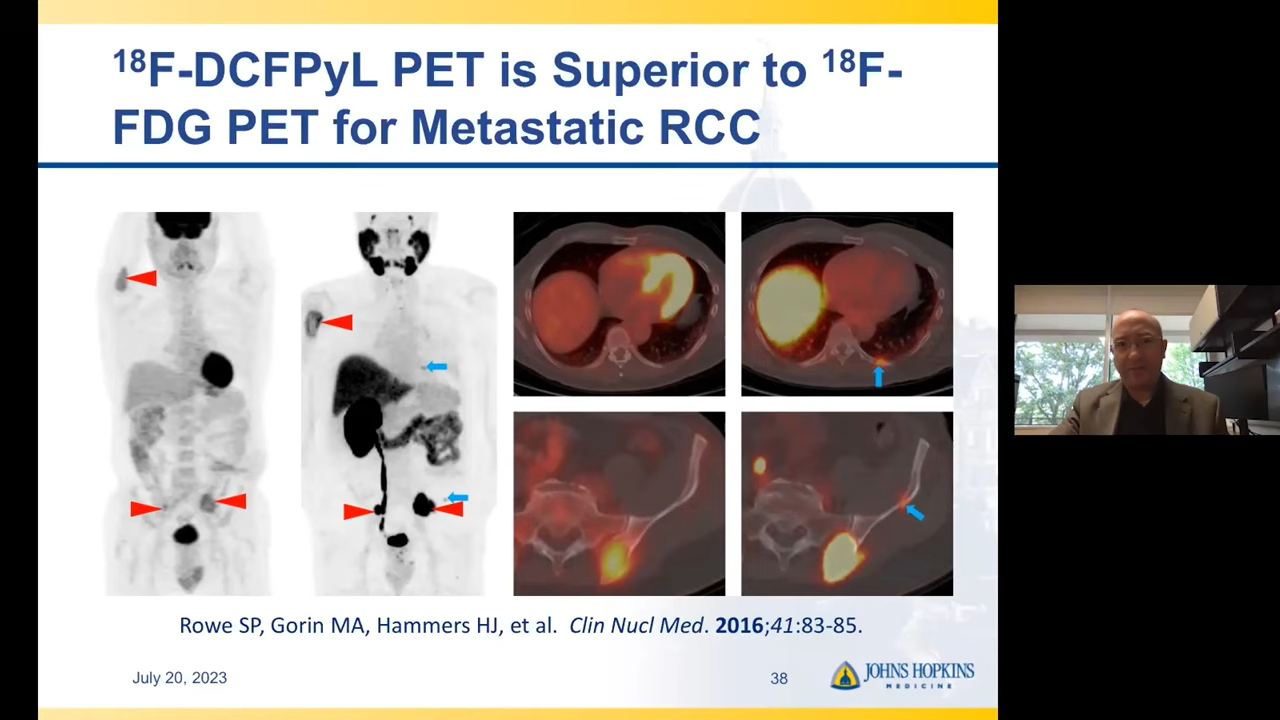 ¹⁸F-DCFPyL PET is Superior to ¹⁸F-
FDG PET for Metastatic RCC
Rowe SP, Gorin MA, Hammers HJ, et al. Clin Nucl Med. 2016;41:83-85.
July 20, 2023
38
JOHNS HOPKINS
MEDICINE